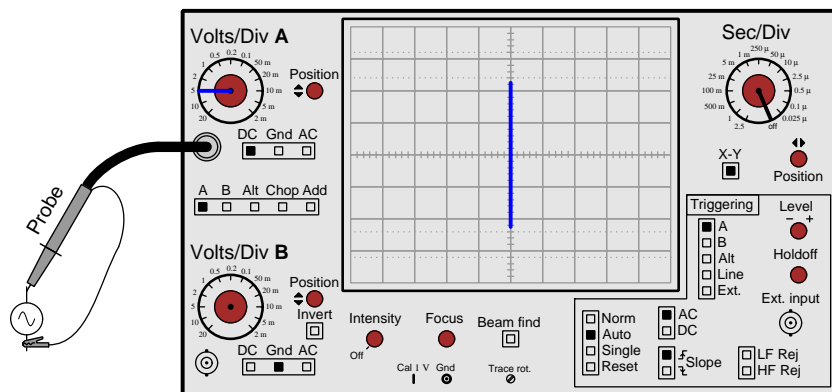 Volts/Div A
0.5 0.2 0.1
1 50 m
2 20 m
5 10 m
10 5 m
20 2 m
Position
DC Gnd AC
A B Alt Chop Add
Probe
Volts/Div B
0.5 0.2 0.1
1 50 m
2 20 m
5 10 m
10 5 m
20 2 m
Position
Invert
DC Gnd AC
Intensity
Off
Focus
Beam find
Cal 1 V Gnd
Trace rot.
Sec/Div
1 m 250 µ 50 µ
5 m 10 µ
25 m 2.5 µ
100 m 0.5 µ
500 m 0.1 µ
1 0.025 µ
2.5 off
X-Y
Position
Triggering
A
B
Alt
Line
Ext.
Level
− +
Holdoff
Ext. input
Norm
Auto
Single
Reset
AC
DC
Slope
LF Rej
HF Rej